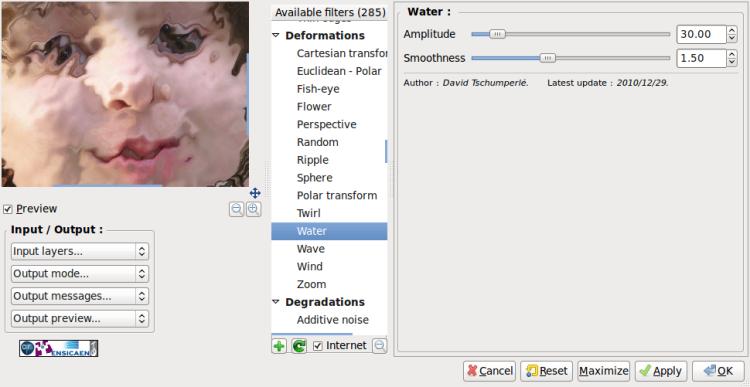 Preview
Input / Output :
Input layers...
Output mode...
Output messages...
Output preview...
ENSICAEN
Available filters (285)
Deformations
Cartesian transfor
Euclidean - Polar
Fish-eye
Flower
Perspective
Random
Ripple
Sphere
Polar transform
Twirl
Water
Wave
Wind
Zoom
Degradations
Additive noise
Internet
Water :
Amplitude 30.00
Smoothness 1.50
Author : David Tschumperlé. Latest update : 2010/12/29.
Cancel Reset Maximize Apply OK